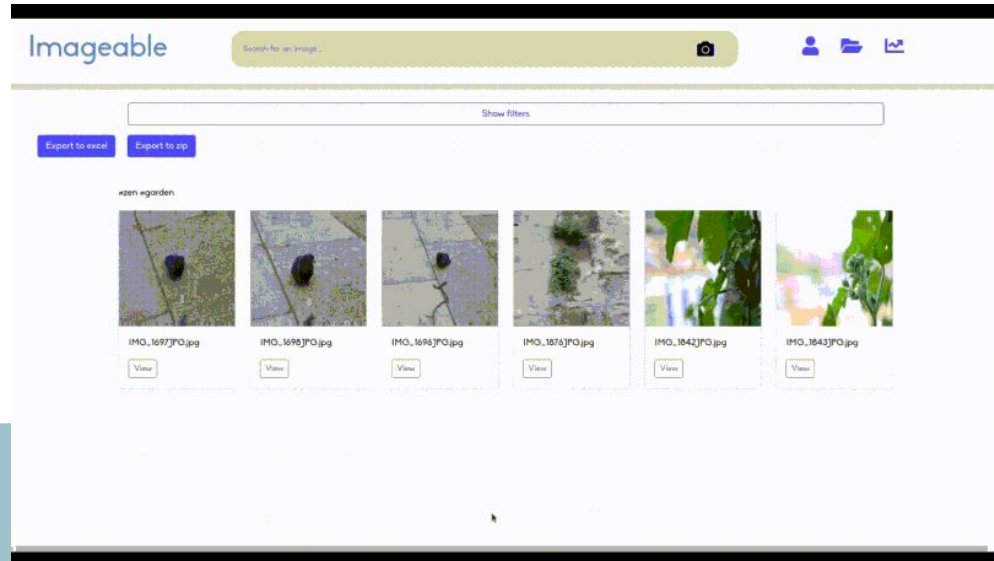 Imageable
Search for an image...
Show filters
Export to excel
Export to zip
#zen #garden
IMG_1697JPG.jpg
IMG_1698JPG.jpg
IMG_1696JPG.jpg
IMG_1876JPG.jpg
IMG_1842JPG.jpg
IMG_1843JPG.jpg
View
View
View
View
View
View